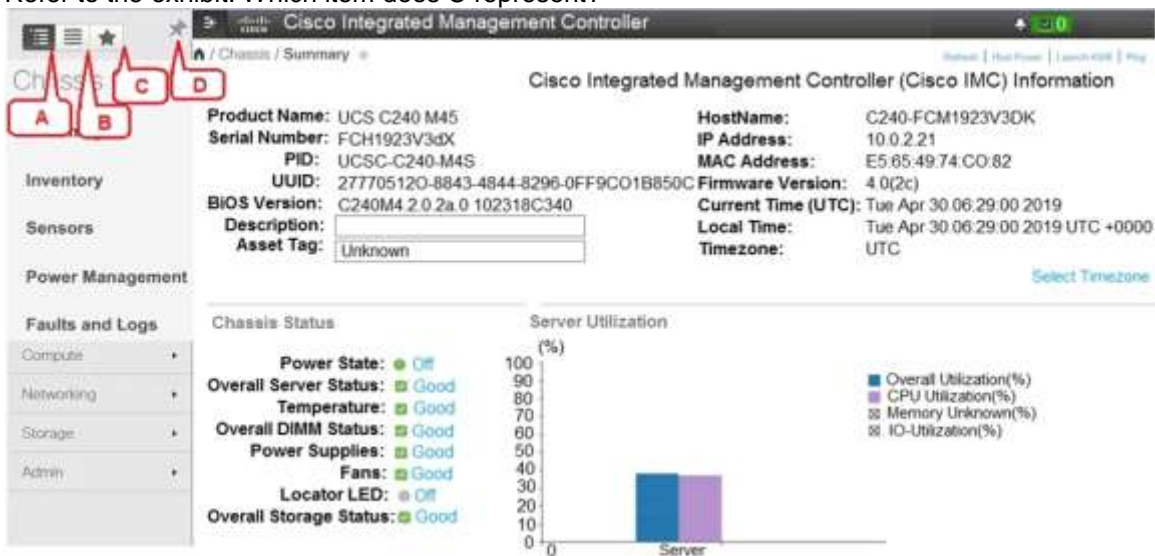 Refer to the exhibit. Which item does C represent?
Cisco Integrated Management Controller
0
/ Chassis / Summary
Refresh | Host Power | Launch KVM | Ping
Cisco Integrated Management Controller (Cisco IMC) Information
Chassis
A
B
C
D
Product Name: UCS C240 M45
Serial Number: FCH1923V3dX
PID: UCSC-C240-M4S
UUID: 27770512O-8843-4844-8296-0FF9CO1B850C
BiOS Version: C240M4 2.0.2a.0 102318C340
Description:
Asset Tag: Unknown
HostName: C240-FCM1923V3DK
IP Address: 10.0.2.21
MAC Address: E5.65.49.74.CO:82
Firmware Version: 4.0(2c)
Current Time (UTC): Tue Apr 30.06:29:00 2019
Local Time: Tue Apr 30.06:29:00 2019 UTC +0000
Timezone: UTC
Select Timezone
Inventory
Sensors
Power Management
Faults and Logs
Compute
Networking
Storage
Admin
Chassis Status
Power State: Off
Overall Server Status: Good
Temperature: Good
Overall DIMM Status: Good
Power Supplies: Good
Fans: Good
Locator LED: Off
Overall Storage Status: Good
Server Utilization
(%)
100
90
80
70
60
50
40
30
20
10
0
0
Server
Overall Utilization(%)
CPU Utilization(%)
Memory Unknown(%)
IO-Utilization(%)